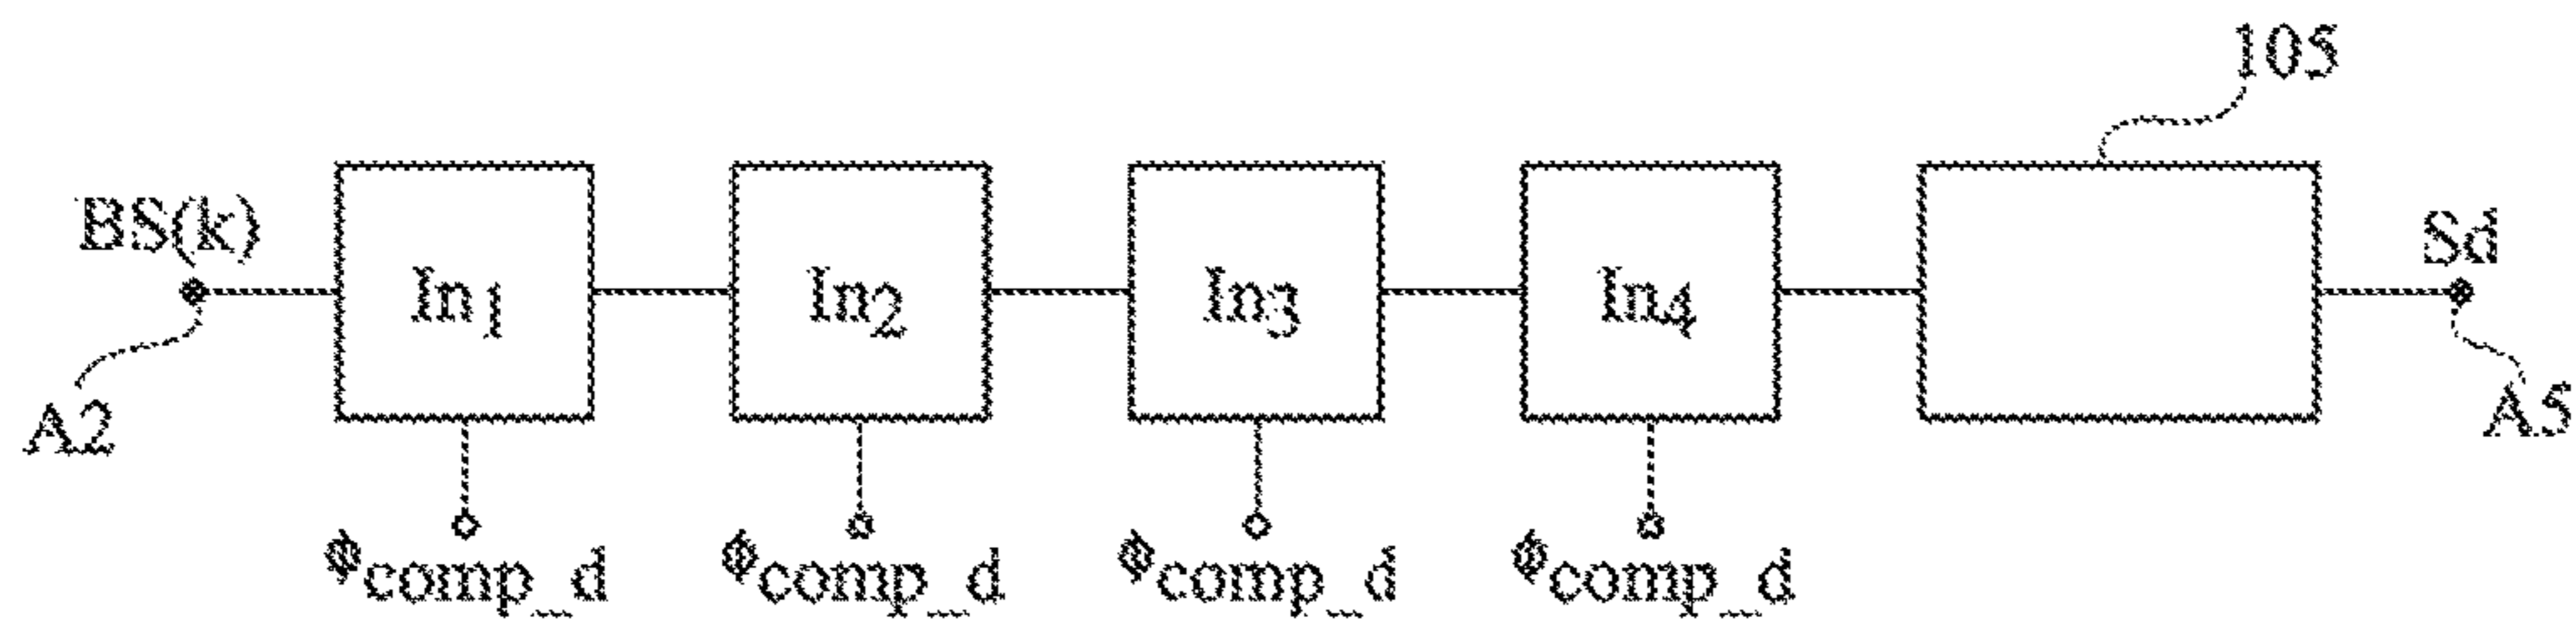 105
BS(k)
In1
In2
In3
In4
Sd
A2
A5
ϕcomp_d
ϕcomp_d
ϕcomp_d
ϕcomp_d